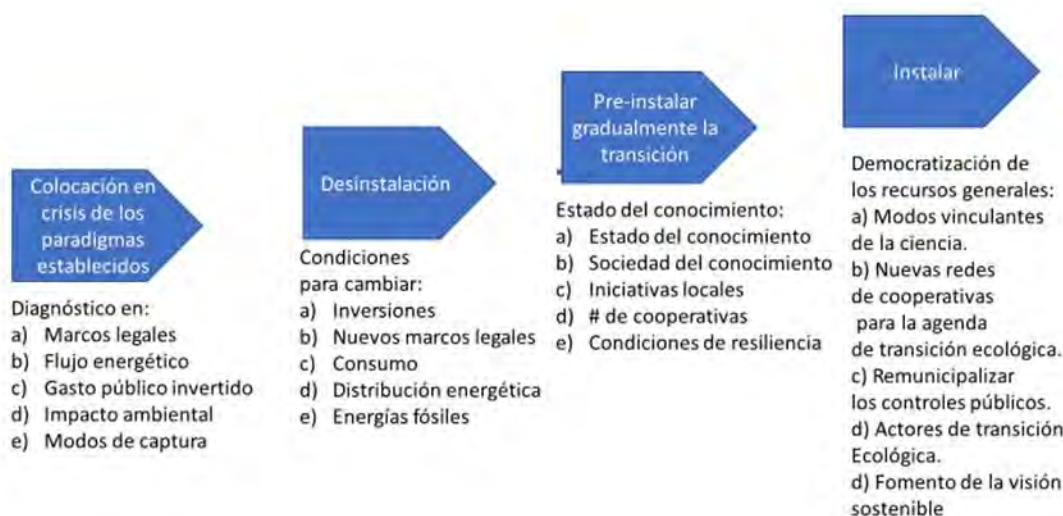 Colocación en
crisis de los
paradigmas
establecidos
Diagnóstico en:
a) Marcos legales
b) Flujo energético
c) Gasto público invertido
d) Impacto ambiental
e) Modos de captura
Desinstalación
Condiciones
para cambiar:
a) Inversiones
b) Nuevos marcos legales
c) Consumo
d) Distribución energética
e) Energías fósiles
Pre-instalar
gradualmente la
transición
Estado del conocimiento:
a) Estado del conocimiento
b) Sociedad del conocimiento
c) Iniciativas locales
d) # de cooperativas
e) Condiciones de resiliencia
Instalar
Democratización de
los recursos generales:
a) Modos vinculantes
de la ciencia.
b) Nuevas redes
de cooperativas
para la agenda
de transición ecológica.
c) Remunicipalizar
los controles públicos.
d) Actores de transición
Ecológica.
d) Fomento de la visión
sostenible